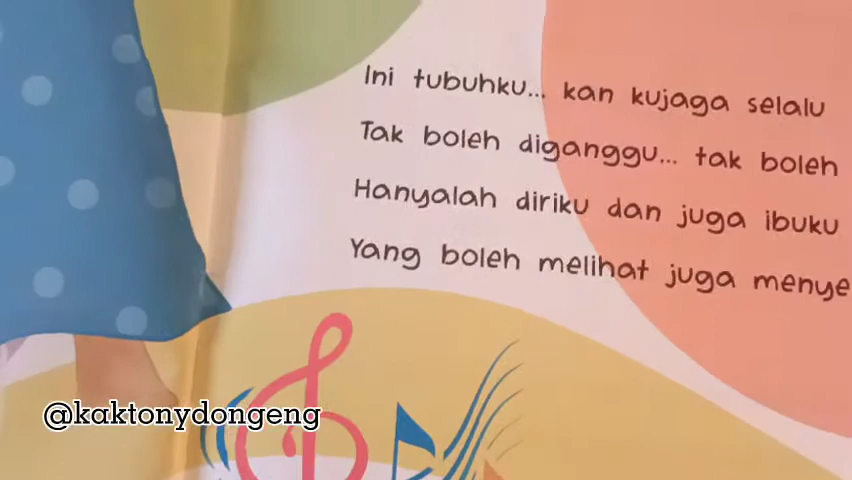 Ini tubuhku... kan kujaga selalu
Tak boleh diganggu... tak boleh
Hanyalah diriku dan juga ibuku
Yang boleh melihat juga menye
@kaktonydongeng